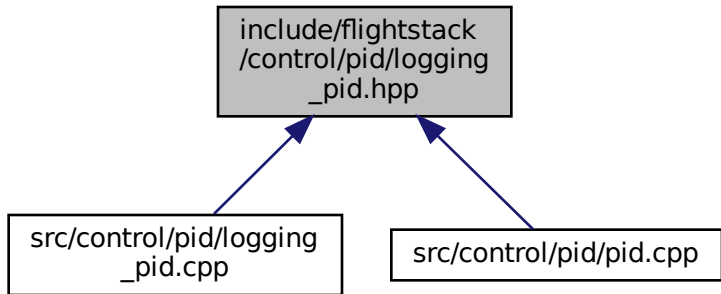 include/flightstack
/control/pid/logging
_pid.hpp
src/control/pid/logging
_pid.cpp
src/control/pid/pid.cpp